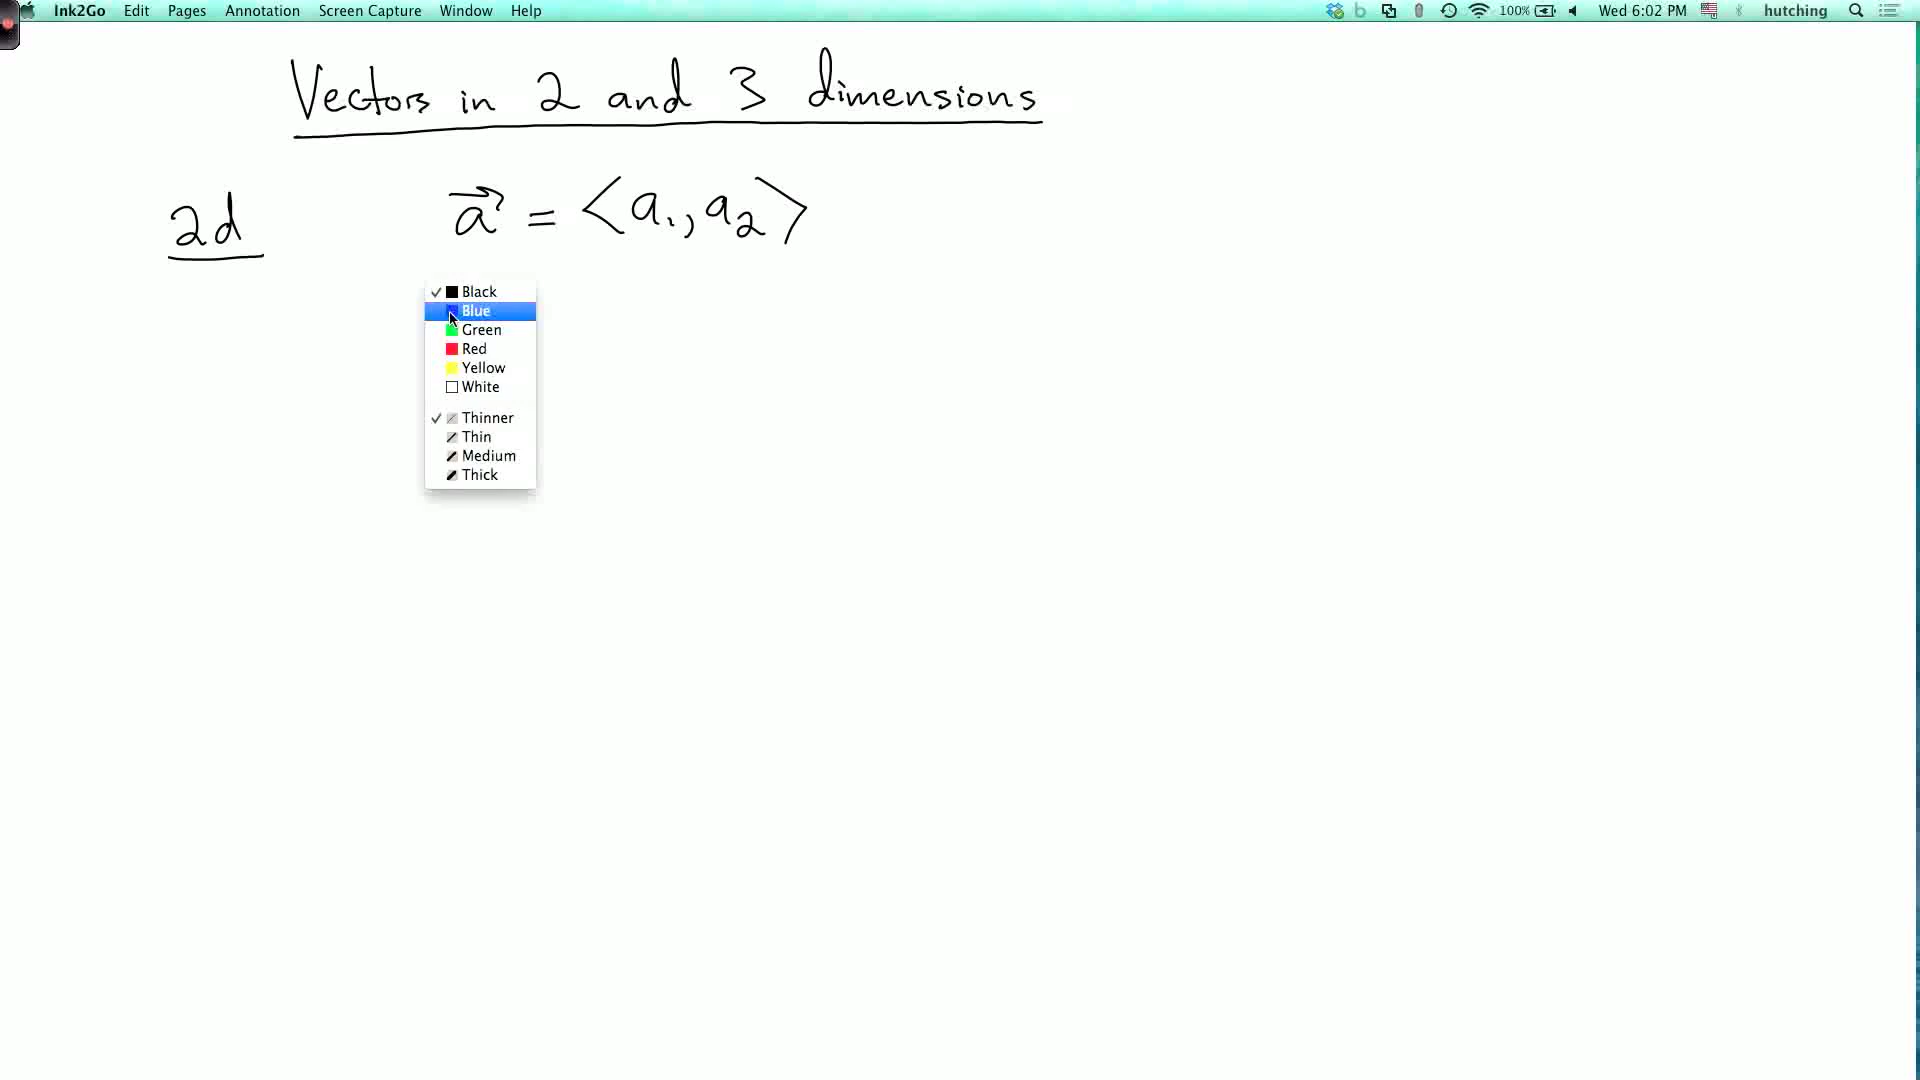 Ink2Go Edit Pages Annotation Screen Capture Window Help 100% Wed 6:02 PM hutching
Vectors in 2 and 3 dimensions
2d a⃗ = ⟨a₁, a₂⟩
✓ Black
Blue
Green
Red
Yellow
White
✓ Thinner
Thin
Medium
Thick